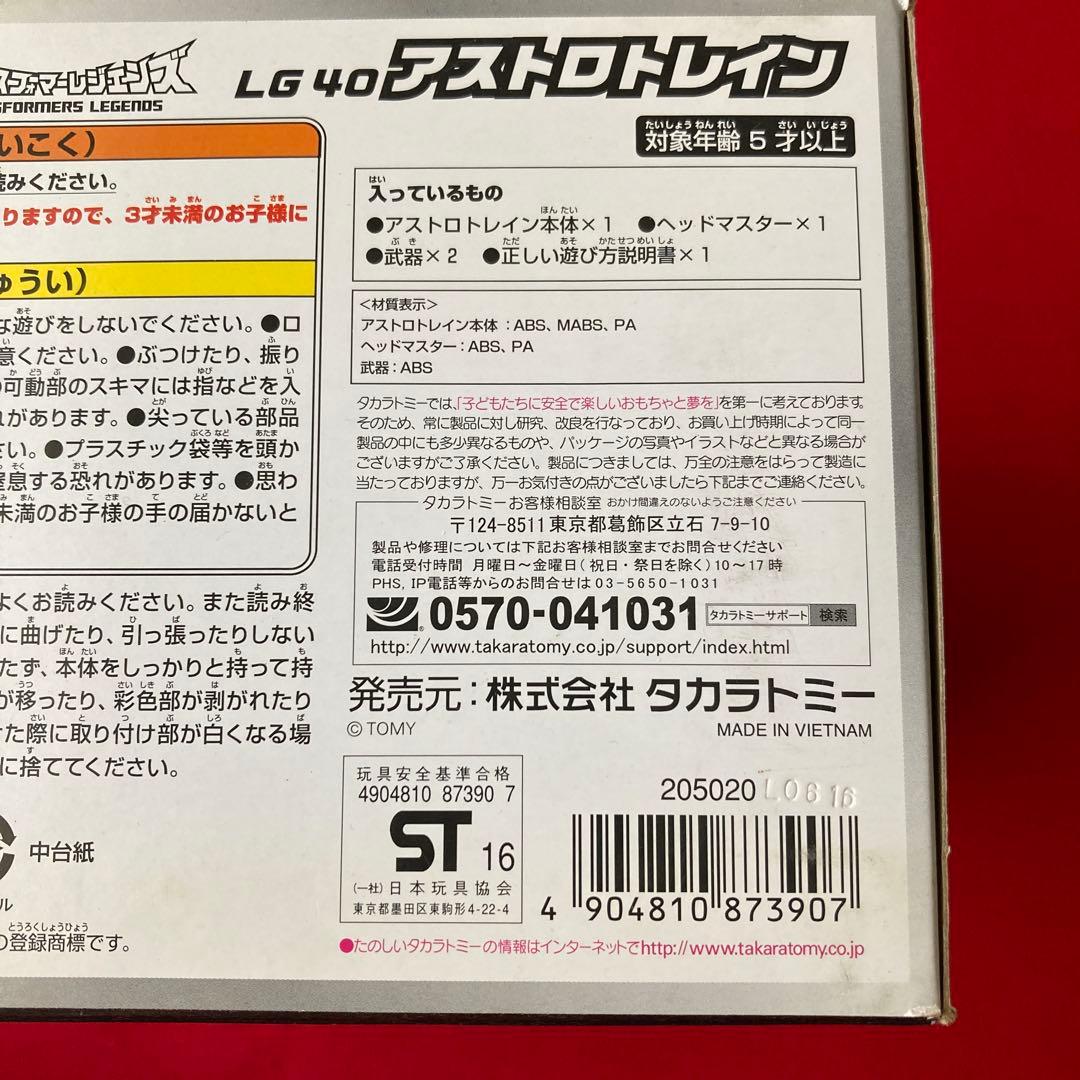 スフォーマーレジェンズ
SFORMERS LEGENDS
LG40アストロトレイン
対象年齢 5 才以上
いこく）
読みください。
りますので、3才未満のお子様に
ゅうい）
な遊びをしないでください。●ロ
意ください。●ぶつけたり、振り
の可動部のスキマには指などを入
れがあります。●尖っている部品
さい。●プラスチック袋等を頭か
窒息する恐れがあります。●思わ
未満のお子様の手の届かないと
よくお読みください。また読み終
に曲げたり、引っ張ったりしない
たず、本体をしっかりと持って持
が移ったり、彩色部が剥がれたり
けた際に取り付け部が白くなる場
に捨ててください。
中台紙
ル
の登録商標です。
入っているもの
●アストロトレイン本体×1 ●ヘッドマスター×1
●武器×2 ●正しい遊び方説明書×1
＜材質表示＞
アストロトレイン本体：ABS、MABS、PA
ヘッドマスター：ABS、PA
武器：ABS
タカラトミーでは、「子どもたちに安全で楽しいおもちゃと夢を」を第一に考えております。
そのため、常に製品に対し研究、改良を行なっており、お買い上げ時期によって同一
製品の中にも多少異なるものや、パッケージの写真やイラストなどと異なる場合が
ございますがご了承ください。製品につきましては、万全の注意をはらって製造に
当たっておりますが、万一お気付きの点がございましたら下記までご連絡ください。
タカラトミーお客様相談室 おかけ間違えのないようご注意ください
〒124-8511東京都葛飾区立石 7-9-10
製品や修理については下記お客様相談室までお問合せください
電話受付時間 月曜日～金曜日（祝日・祭日を除く）10～17時
PHS, IP電話等からのお問合せは 03-5650-1031
0570-041031 タカラトミーサポート 検索
http://www.takaratomy.co.jp/support/index.html
発売元：株式会社 タカラトミー
© TOMY MADE IN VIETNAM
玩具安全基準合格
4904810 87390 7
ST 16
（一社）日本玩具協会
東京都墨田区東駒形4-22-4
205020 L0616
4 904810 873907
●たのしいタカラトミーの情報はインターネットでhttp://www.takaratomy.co.jp